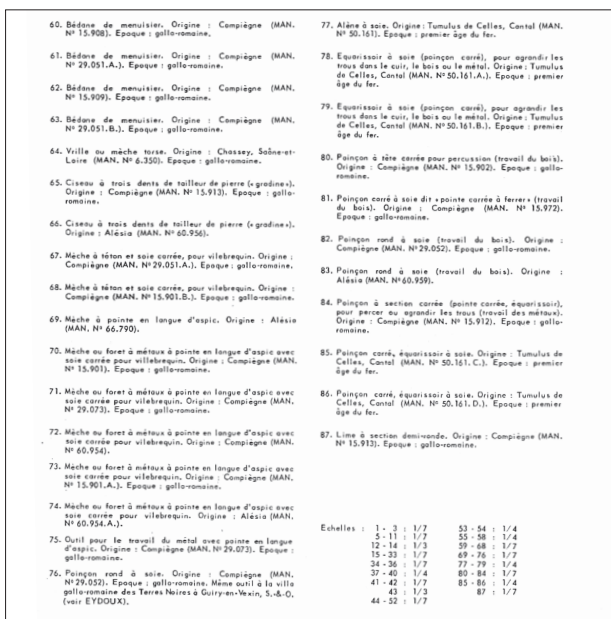 60. Bédane de menuisier. Origine : Compiègne (MAN.
N° 15.908). Epoque : gallo-romaine.
61. Bédane de menuisier. Origine : Compiègne (MAN.
N° 29.051.A.). Epoque : gallo-romaine.
62. Bédane de menuisier. Origine : Compiègne (MAN.
N° 15.909). Epoque : gallo-romaine.
63. Bédane de menuisier. Origine : Compiègne (MAN.
N° 29.051.B.). Epoque : gallo-romaine.
64. Vrille ou mèche torse. Origine : Chassey, Saône-et-
Loire (MAN. N° 6.350). Epoque : gallo-romaine.
65. Ciseau à trois dents de tailleur de pierre (« gradine »).
Origine : Compiègne (MAN. N° 15.913). Epoque : gallo-
romaine.
66. Ciseau à trois dents de tailleur de pierre (« gradine »).
Origine : Alésia (MAN. N° 60.956).
67. Mèche à téton et soie carrée, pour vilebrequin. Origine :
Compiègne (MAN. N° 29.051.A.). Epoque : gallo-romaine.
68. Mèche à téton et soie carrée, pour vilebrequin. Origine :
Compiègne (MAN. N° 15.901.B.). Epoque : gallo-romaine.
69. Mèche à pointe en langue d'aspic. Origine : Alésia
(MAN. N° 66.790).
70. Mèche ou foret à métaux à pointe en langue d'aspic avec
soie carrée pour villebrequin. Origine : Compiègne (MAN.
N° 15.901). Epoque : gallo-romaine.
71. Mèche ou foret à métaux à pointe en langue d'aspic avec
soie carrée pour vilebrequin. Origine : Compiègne (MAN.
N° 29.073). Epoque : gallo-romaine.
72. Mèche ou foret à métaux à pointe en langue d'aspic avec
soie carrée pour vilebrequin. Origine : Compiègne (MAN.
N° 60.954).
73. Mèche ou foret à métaux à pointe en langue d'aspic avec
soie carrée pour vilebrequin. Origine : Compiègne (MAN.
N° 15.901.A.). Epoque : gallo-romaine.
74. Mèche ou foret à métaux à pointe en langue d'aspic avec
soie carrée pour vilebrequin. Origine : Alésia (MAN.
N° 60.954.A.).
75. Outil pour le travail du métal avec pointe en langue
d'aspic. Origine : Compiègne (MAN. N° 29.073). Epoque :
gallo-romaine.
76. Poinçon rond à soie. Origine : Compiègne (MAN.
N° 29.052). Epoque : gallo-romaine. Même outil à la villa
gallo-romaine des Terres Noires à Guiry-en-Vexin, S.-&-O.
(voir EYDOUX).
77. Alêne à soie. Origine : Tumulus de Celles, Cantal (MAN.
N° 50.161). Epoque : premier âge du fer.
78. Equarissoir à soie (poinçon carré), pour agrandir les
trous dans le cuir, le bois ou le métal. Origine : Tumulus
de Celles, Cantal (MAN. N° 50.161.A.). Epoque : premier
âge du fer.
79. Equarissoir à soie (poinçon carré), pour agrandir les
trous dans le cuir, le bois ou le métal. Origine : Tumulus
de Celles, Cantal (MAN. N° 50.161.B.). Epoque : premier
âge du fer.
80. Poinçon à tête carrée pour percussion (travail du bois).
Origine : Compiègne (MAN. N° 15.902). Epoque : gallo-
romaine.
81. Poinçon carré à soie dit « pointe carrée à ferrer » (travail
du bois). Origine : Compiègne (MAN. N° 15.972).
Epoque : gallo-romaine.
82. Poinçon rond à soie (travail du bois). Origine :
Compiègne (MAN. N° 29.052). Epoque : gallo-romaine.
83. Poinçon rond à soie (travail du bois). Origine :
Alésia (MAN. N° 60.959).
84. Poinçon à section carrée (pointe carrée, équarissoir),
pour percer ou agrandir les trous (travail des métaux).
Origine : Compiègne (MAN. N° 15.912). Epoque : gallo-
romaine.
85. Poinçon carré, équarissoir à soie. Origine : Tumulus de
Celles, Cantal (MAN. N° 50.161.C.). Epoque : premier
âge du fer.
86. Poinçon carré, équarissoir à soie. Origine : Tumulus de
Celles, Cantal (MAN. N° 50.161.D.). Epoque : premier
âge du fer.
87. Lime à section demi-ronde. Origine : Compiègne (MAN.
N° 15.913). Epoque : gallo-romaine.
Echelles : 1 - 3 : 1/7 53 - 54 : 1/4
5 - 11 : 1/7 55 - 58 : 1/4
12 - 14 : 1/3 59 - 68 : 1/7
15 - 33 : 1/7 69 - 76 : 1/7
34 - 36 : 1/7 77 - 79 : 1/4
37 - 40 : 1/4 80 - 84 : 1/7
41 - 42 : 1/7 85 - 86 : 1/4
43 : 1/3 87 : 1/7
44 - 52 : 1/7